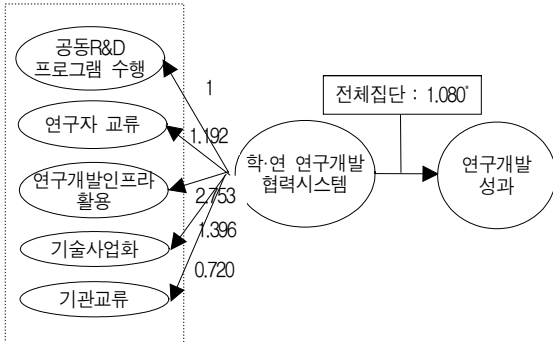 공동R&D
프로그램 수행
연구자 교류
연구개발인프라
활용
기술사업화
기관교류
1
1.192
2.753
1.396
0.720
학·연 연구개발
협력시스템
전체집단 : 1.080*
연구개발
성과